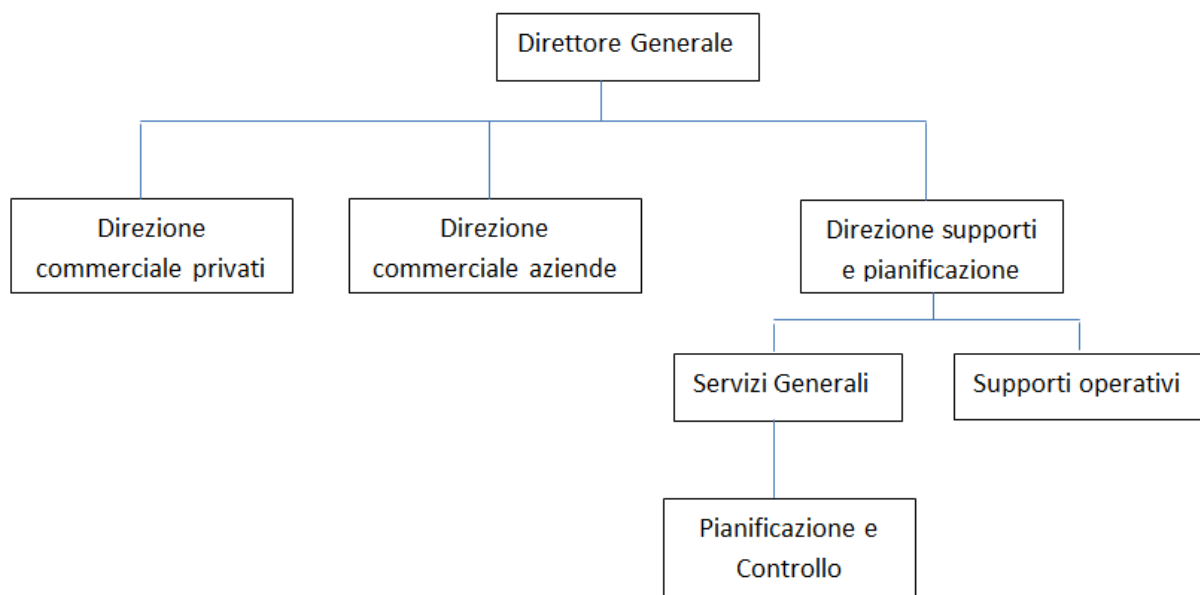 Direttore Generale
Direzione
commerciale privati
Direzione
commerciale aziende
Direzione supporti
e pianificazione
Servizi Generali
Supporti operativi
Pianificazione e
Controllo